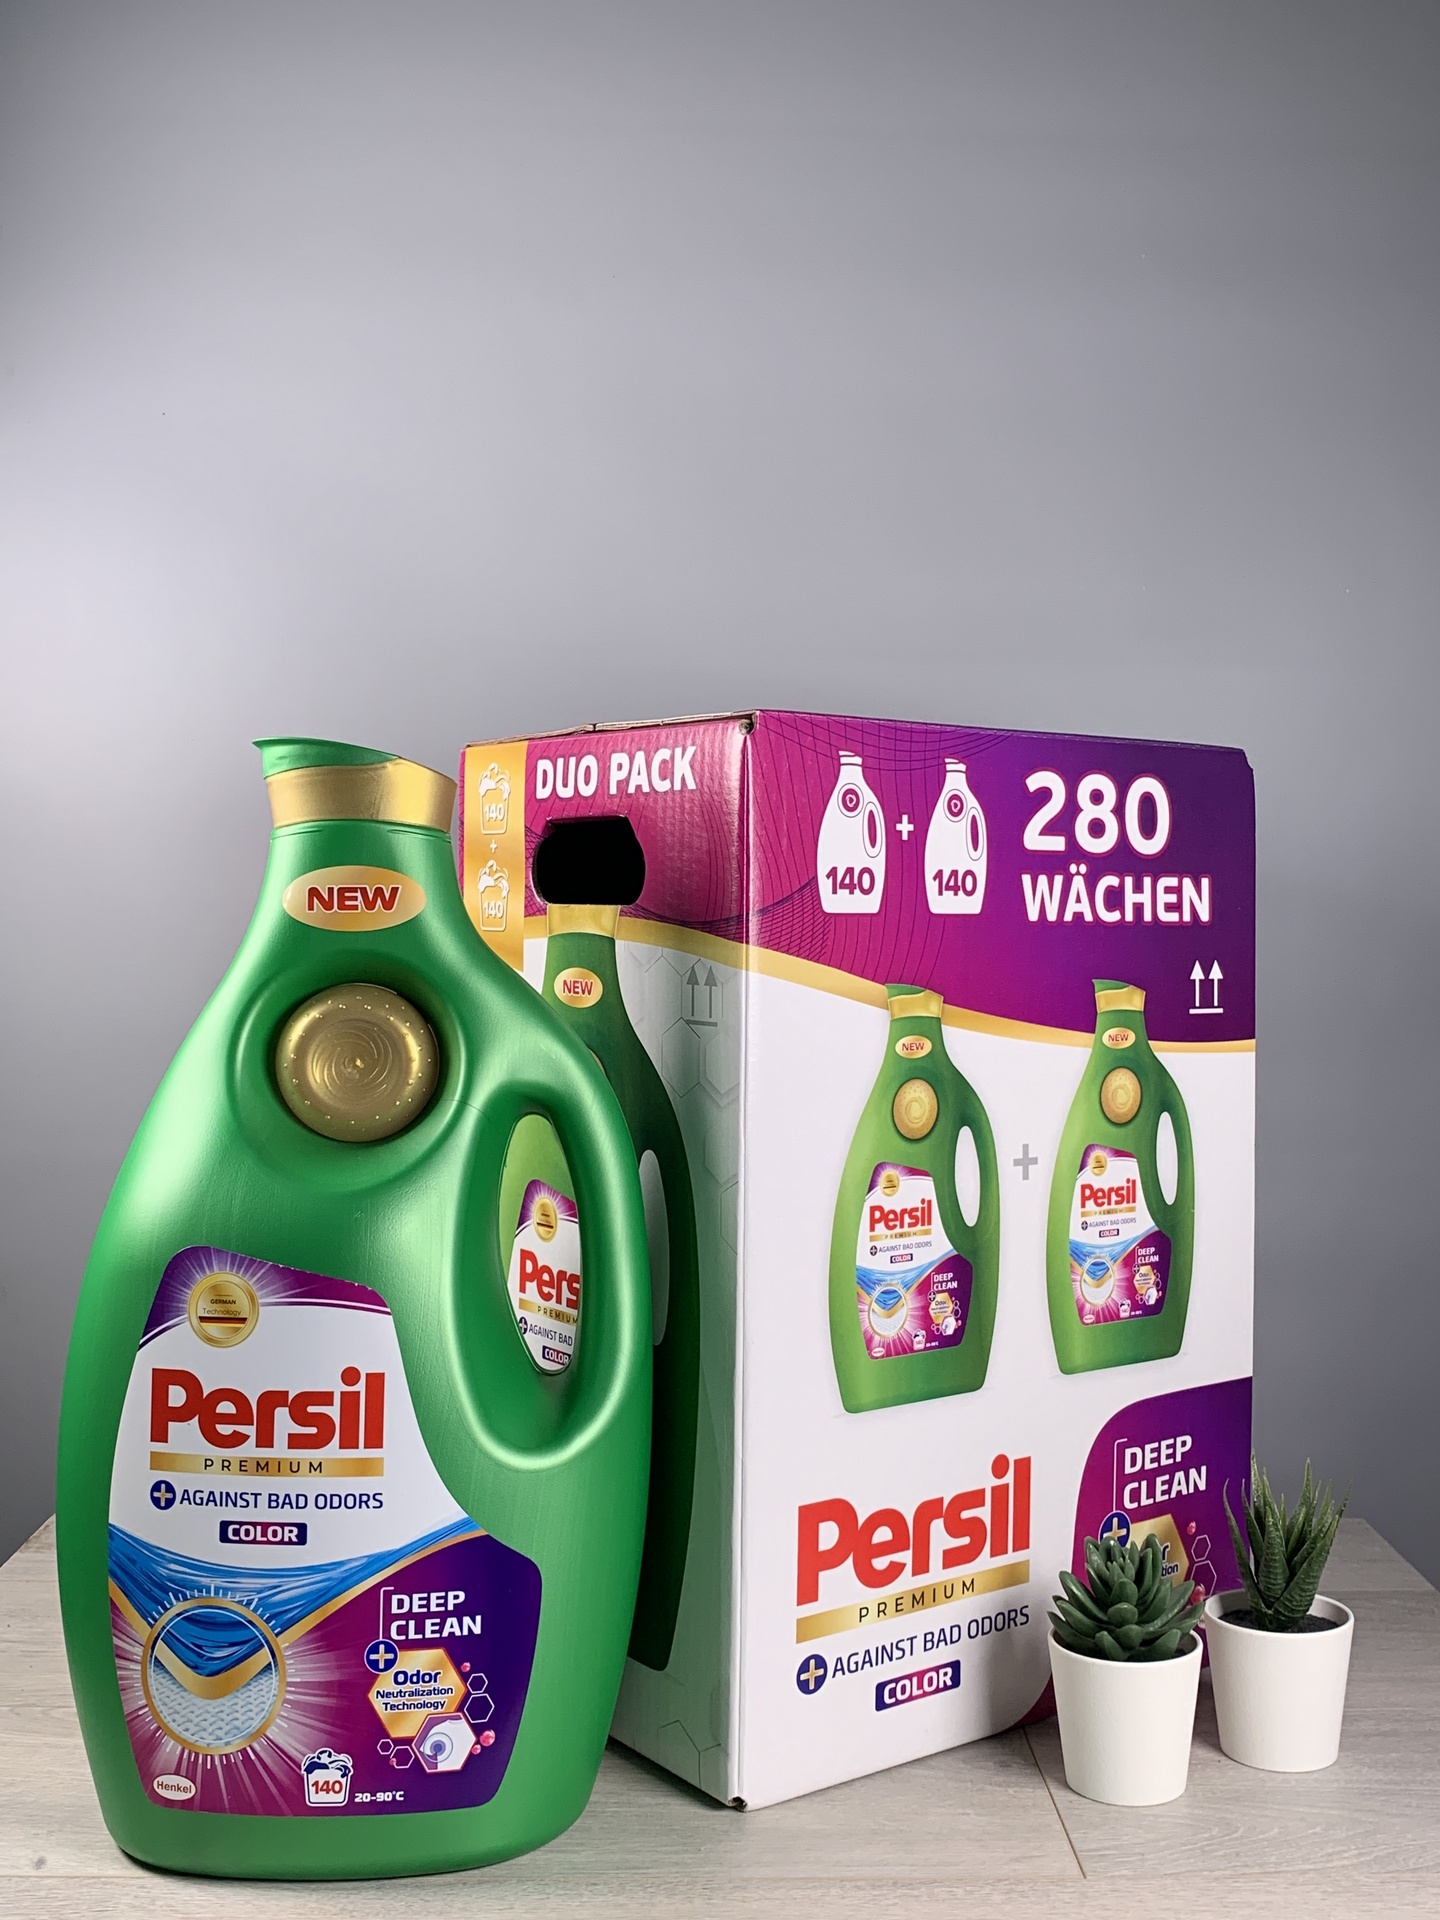 NEW
GERMAN
Technology
Persil
PREMIUM
+ AGAINST BAD ODORS
COLOR
DEEP
CLEAN
+
Odor
Neutralization
Technology
Henkel
140
20-90°C
140
+
140
DUO PACK
NEW
Pers
PREMIUM
+ AGAINST BAD
COLOR
140 + 140
280
WÄCHEN
NEW
Persil
PREMIUM
+ AGAINST BAD ODORS
COLOR
DEEP
CLEAN
Odor
140
+
NEW
Persil
PREMIUM
+ AGAINST BAD ODORS
COLOR
DEEP
CLEAN
Persil
PREMIUM
+ AGAINST BAD ODORS
COLOR
DEEP
CLEAN
+